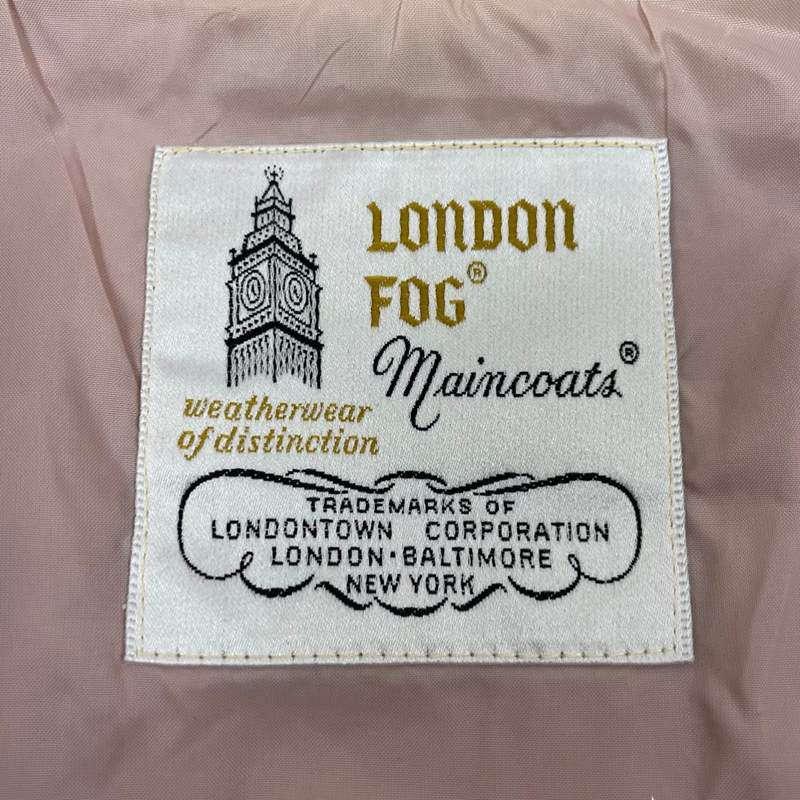 LONDON
FOG®
Maincoats®
weatherwear
of distinction
TRADEMARKS OF
LONDONTOWN CORPORATION
LONDON·BALTIMORE
NEW YORK